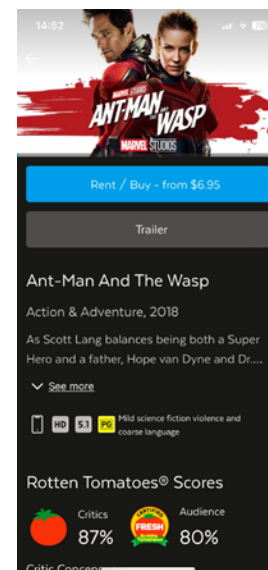 14:52
MARVEL STUDIOS
ANT-MAN
AND THE
WASP
MARVEL STUDIOS
Rent / Buy - from $6.95
Trailer
Ant-Man And The Wasp
Action & Adventure, 2018
As Scott Lang balances being both a Super
Hero and a father, Hope van Dyne and Dr....
See more
HD 5.1 PG Mild science fiction violence and
coarse language
Rotten Tomatoes® Scores
Critics
87%
CERTIFIED
FRESH
Audience
80%